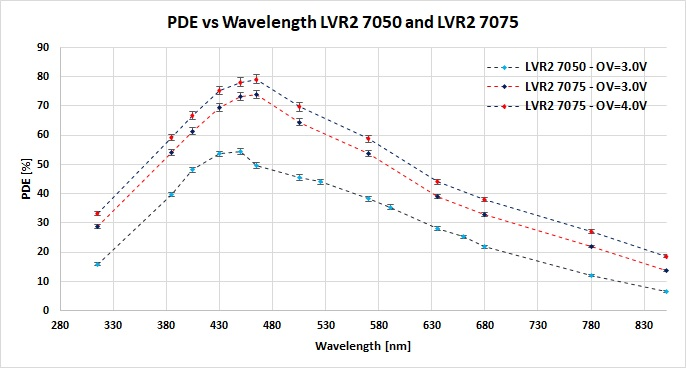 PDE vs Wavelength LVR2 7050 and LVR2 7075
90
80
70
60
50
40
30
20
10
0
PDE [%]
LVR2 7050 - OV=3.0V
LVR2 7075 - OV=3.0V
LVR2 7075 - OV=4.0V
280 330 380 430 480 530 580 630 680 730 780 830
Wavelength [nm]